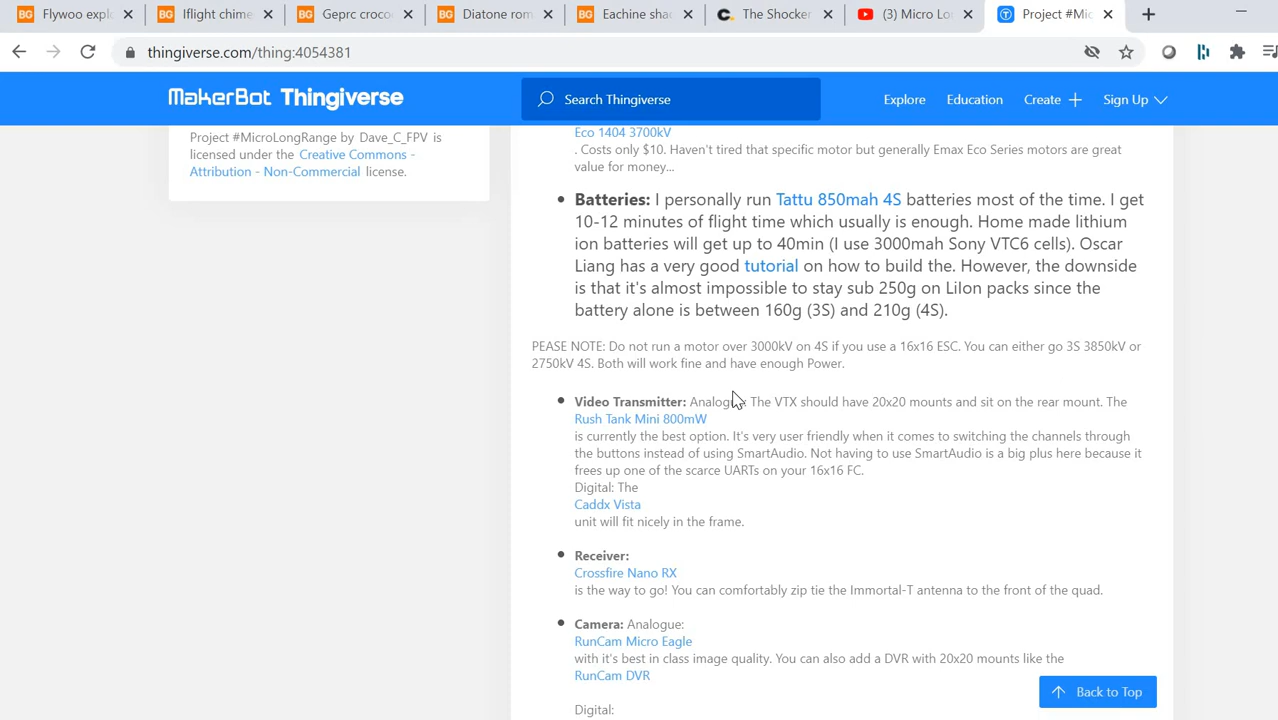 Flywoo explo
Iflight chime
Geprc croco
Diatone rom
Eachine sha
The Shocker
(3) Micro Lo
Project #Mic
thingiverse.com/thing:4054381
MakerBot Thingiverse
Search Thingiverse
Explore
Education
Create
Sign Up
Project #MicroLongRange by Dave_C_FPV is
licensed under the Creative Commons -
Attribution - Non-Commercial license.
Eco 1404 3700kV
. Costs only $10. Haven't tired that specific motor but generally Emax Eco Series motors are great
value for money...
Batteries: I personally run Tattu 850mah 4S batteries most of the time. I get
10-12 minutes of flight time which usually is enough. Home made lithium
ion batteries will get up to 40min (I use 3000mah Sony VTC6 cells). Oscar
Liang has a very good tutorial on how to build the. However, the downside
is that it's almost impossible to stay sub 250g on LiIon packs since the
battery alone is between 160g (3S) and 210g (4S).
PEASE NOTE: Do not run a motor over 3000kV on 4S if you use a 16x16 ESC. You can either go 3S 3850kV or
2750kV 4S. Both will work fine and have enough Power.
Video Transmitter: Analogue: The VTX should have 20x20 mounts and sit on the rear mount. The
Rush Tank Mini 800mW
is currently the best option. It's very user friendly when it comes to switching the channels through
the buttons instead of using SmartAudio. Not having to use SmartAudio is a big plus here because it
frees up one of the scarce UARTs on your 16x16 FC.
Digital: The
Caddx Vista
unit will fit nicely in the frame.
Receiver:
Crossfire Nano RX
is the way to go! You can comfortably zip tie the Immortal-T antenna to the front of the quad.
Camera: Analogue:
RunCam Micro Eagle
with it's best in class image quality. You can also add a DVR with 20x20 mounts like the
RunCam DVR
Back to Top
Digital: